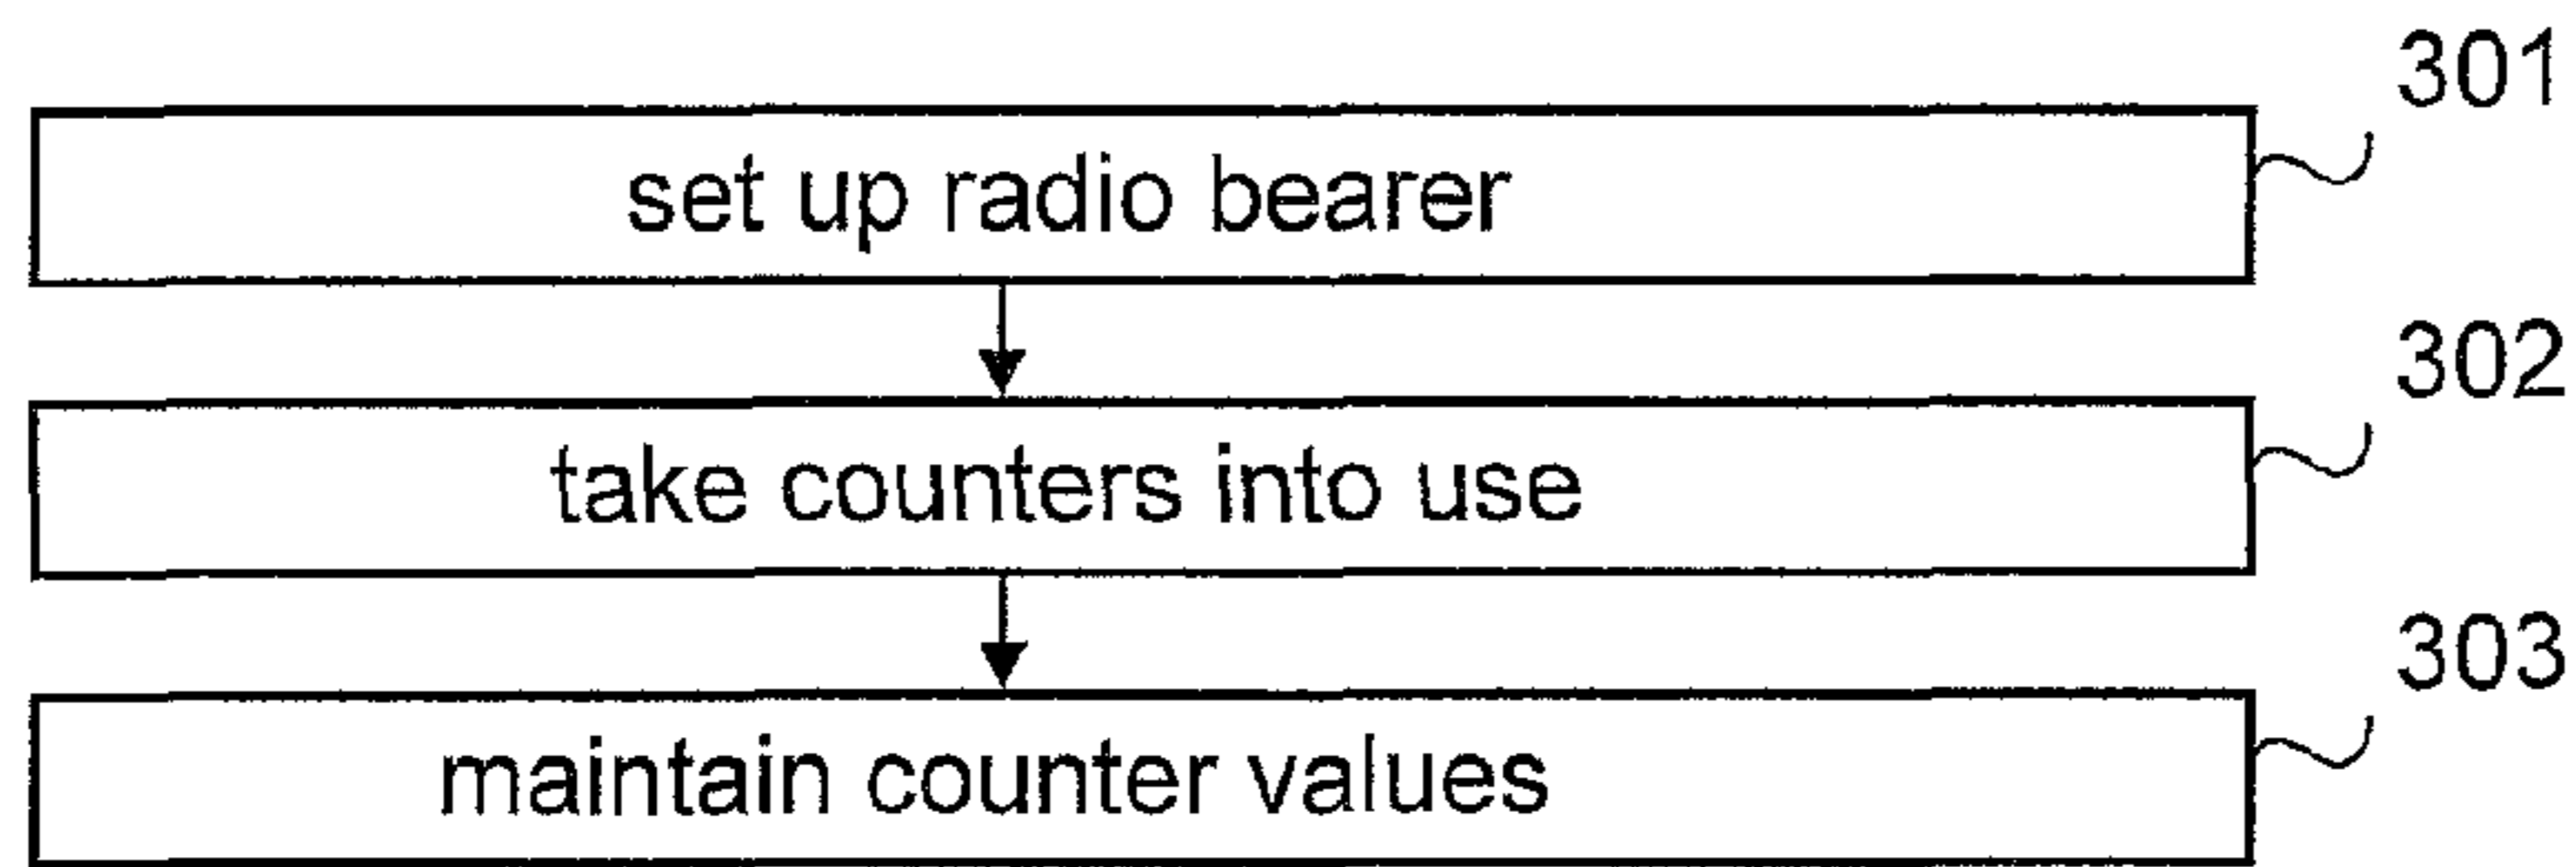 301
set up radio bearer
302
take counters into use
303
maintain counter values